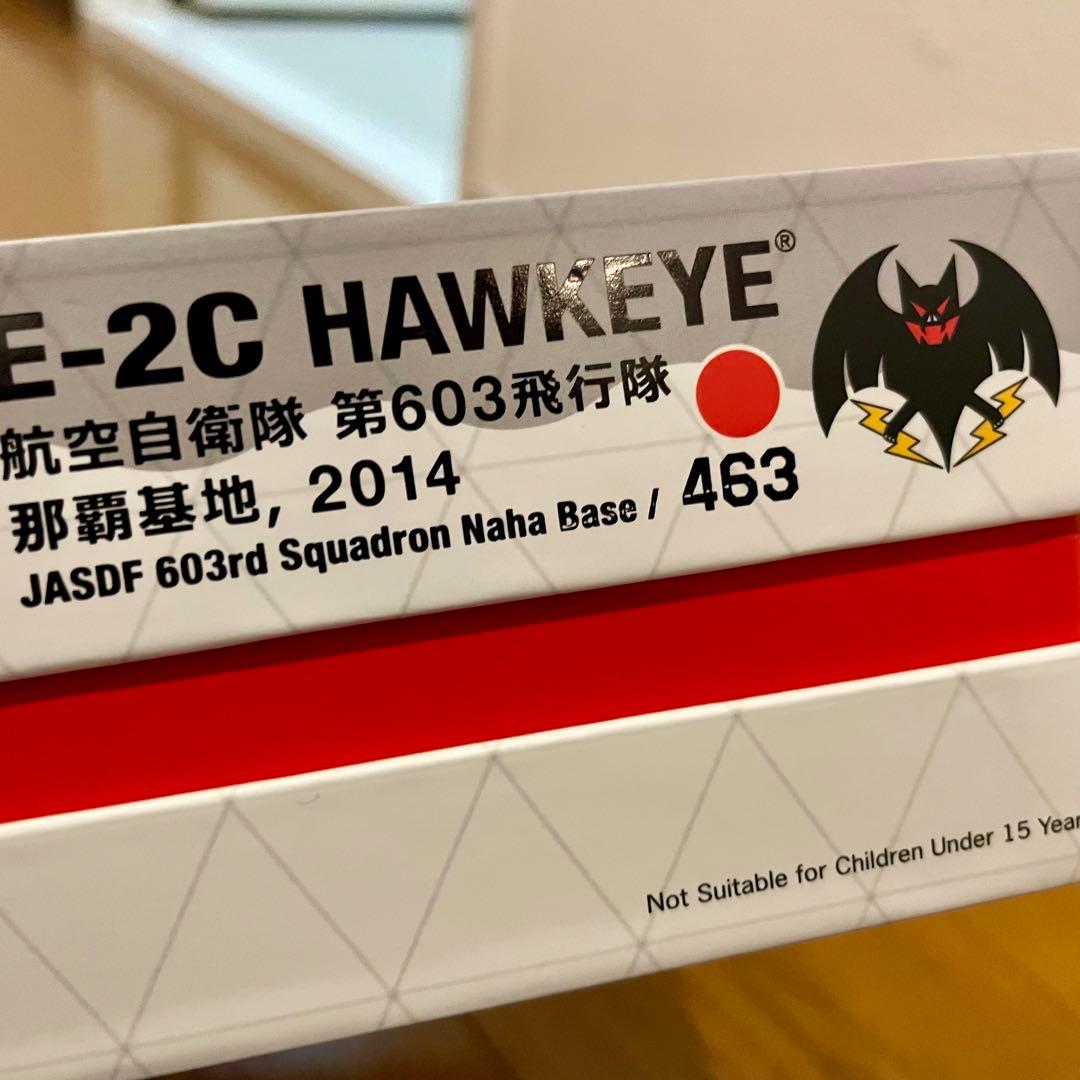 E-2C HAWKEYE®
航空自衛隊 第603飛行隊
那覇基地, 2014
JASDF 603rd Squadron Naha Base / 463
Not Suitable for Children Under 15 Year